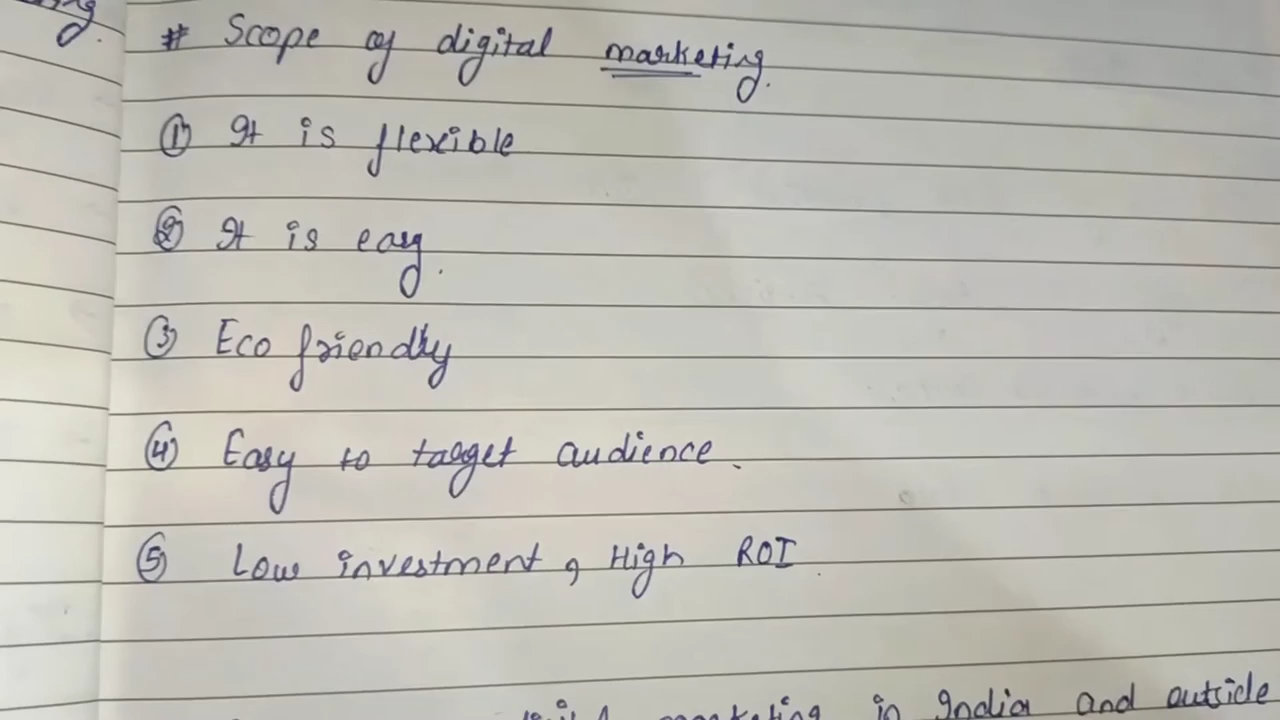 # Scope of digital marketing.
① It is flexible
② It is easy.
③ Eco friendly
④ Easy to target audience.
⑤ Low investment, High ROI.
marketing in India and outside